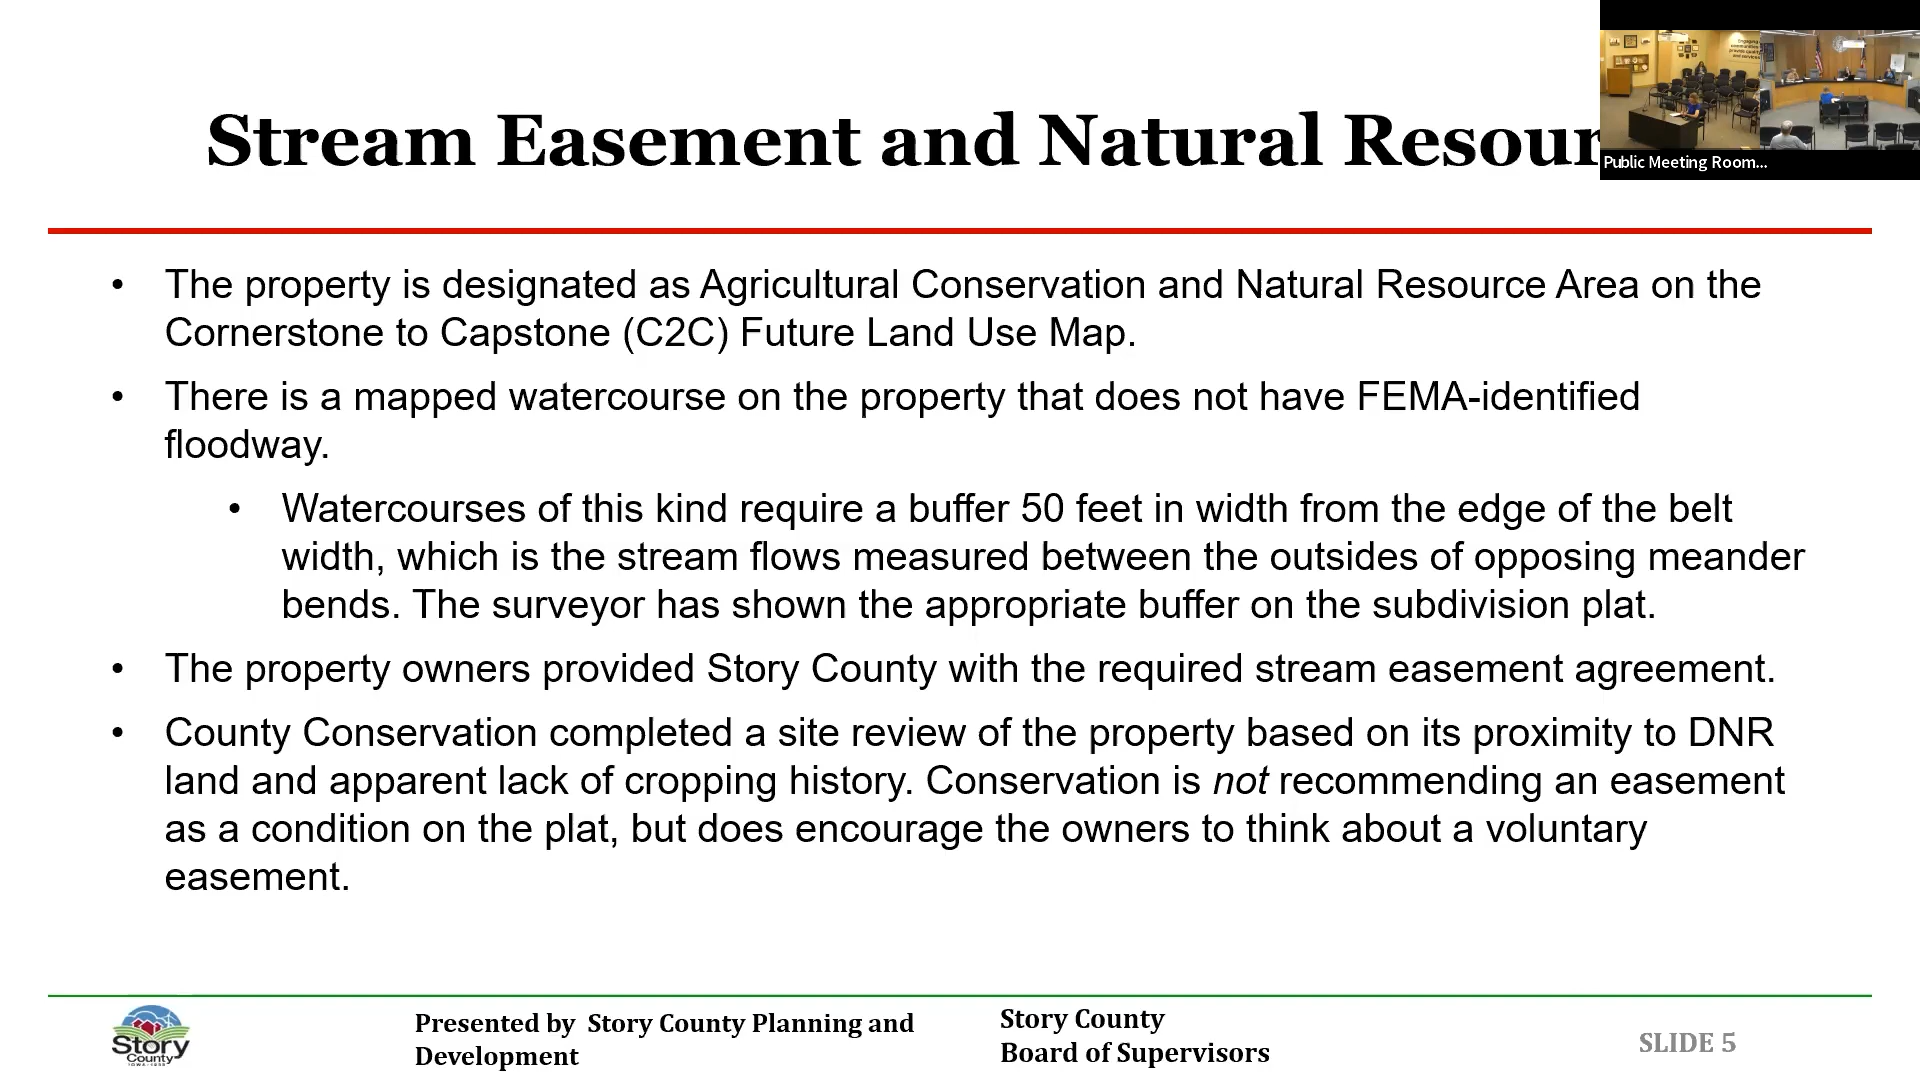 Stream Easement and Natural Resour
Public Meeting Room...
• The property is designated as Agricultural Conservation and Natural Resource Area on the
Cornerstone to Capstone (C2C) Future Land Use Map.
• There is a mapped watercourse on the property that does not have FEMA-identified
floodway.
• Watercourses of this kind require a buffer 50 feet in width from the edge of the belt
width, which is the stream flows measured between the outsides of opposing meander
bends. The surveyor has shown the appropriate buffer on the subdivision plat.
• The property owners provided Story County with the required stream easement agreement.
• County Conservation completed a site review of the property based on its proximity to DNR
land and apparent lack of cropping history. Conservation is not recommending an easement
as a condition on the plat, but does encourage the owners to think about a voluntary
easement.
Story
County
Presented by Story County Planning and
Development
Story County
Board of Supervisors
SLIDE 5